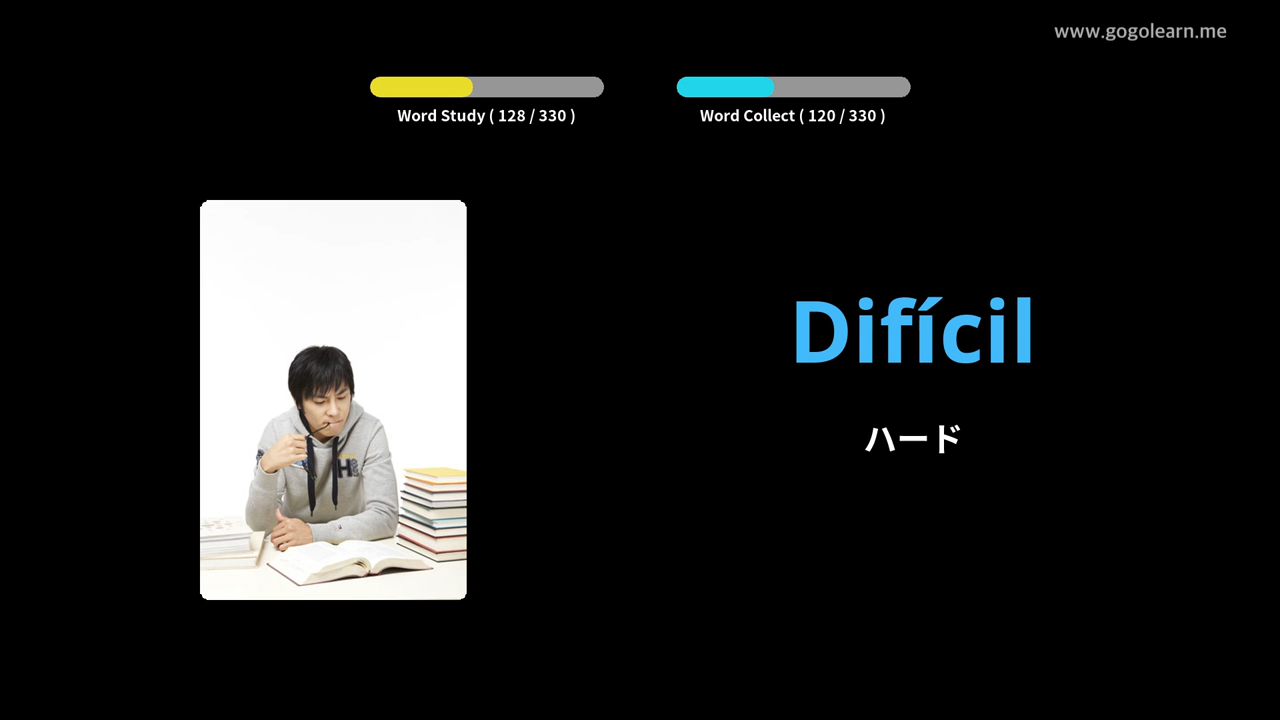 www.gogolearn.me
Word Study ( 128 / 330 )
Word Collect ( 120 / 330 )
Difícil
ハード
H